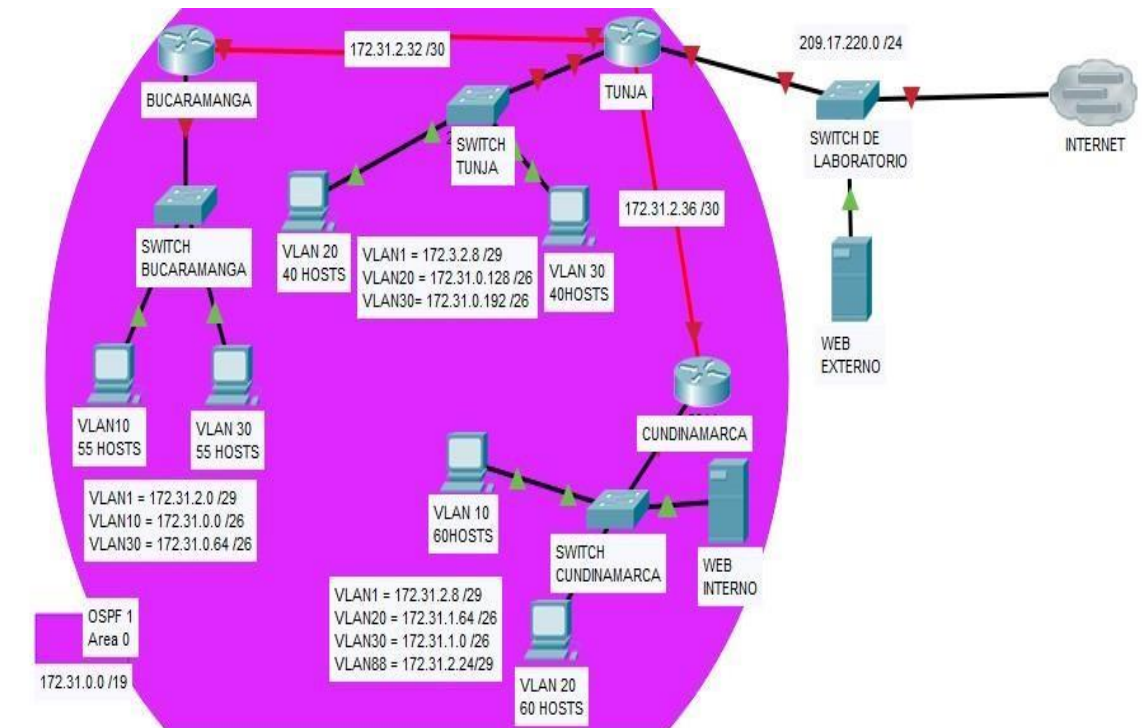 172.31.2.32 /30
209.17.220.0 /24
BUCARAMANGA
TUNJA
INTERNET
SWITCH
TUNJA
SWITCH DE
LABORATORIO
172.31.2.36 /30
SWITCH
BUCARAMANGA
VLAN 20
40 HOSTS
VLAN1 = 172.3.2.8 /29
VLAN20 = 172.31.0.128 /26
VLAN30= 172.31.0.192 /26
VLAN 30
40HOSTS
WEB
EXTERNO
VLAN10
55 HOSTS
VLAN 30
55 HOSTS
CUNDINAMARCA
VLAN1 = 172.31.2.0 /29
VLAN10 = 172.31.0.0 /26
VLAN30 = 172.31.0.64 /26
VLAN 10
60HOSTS
SWITCH
CUNDINAMARCA
WEB
INTERNO
VLAN1 = 172.31.2.8 /29
VLAN20 = 172.31.1.64 /26
VLAN30 = 172.31.1.0 /26
VLAN88 = 172.31.2.24/29
OSPF 1
Area 0
172.31.0.0 /19
VLAN 20
60 HOSTS